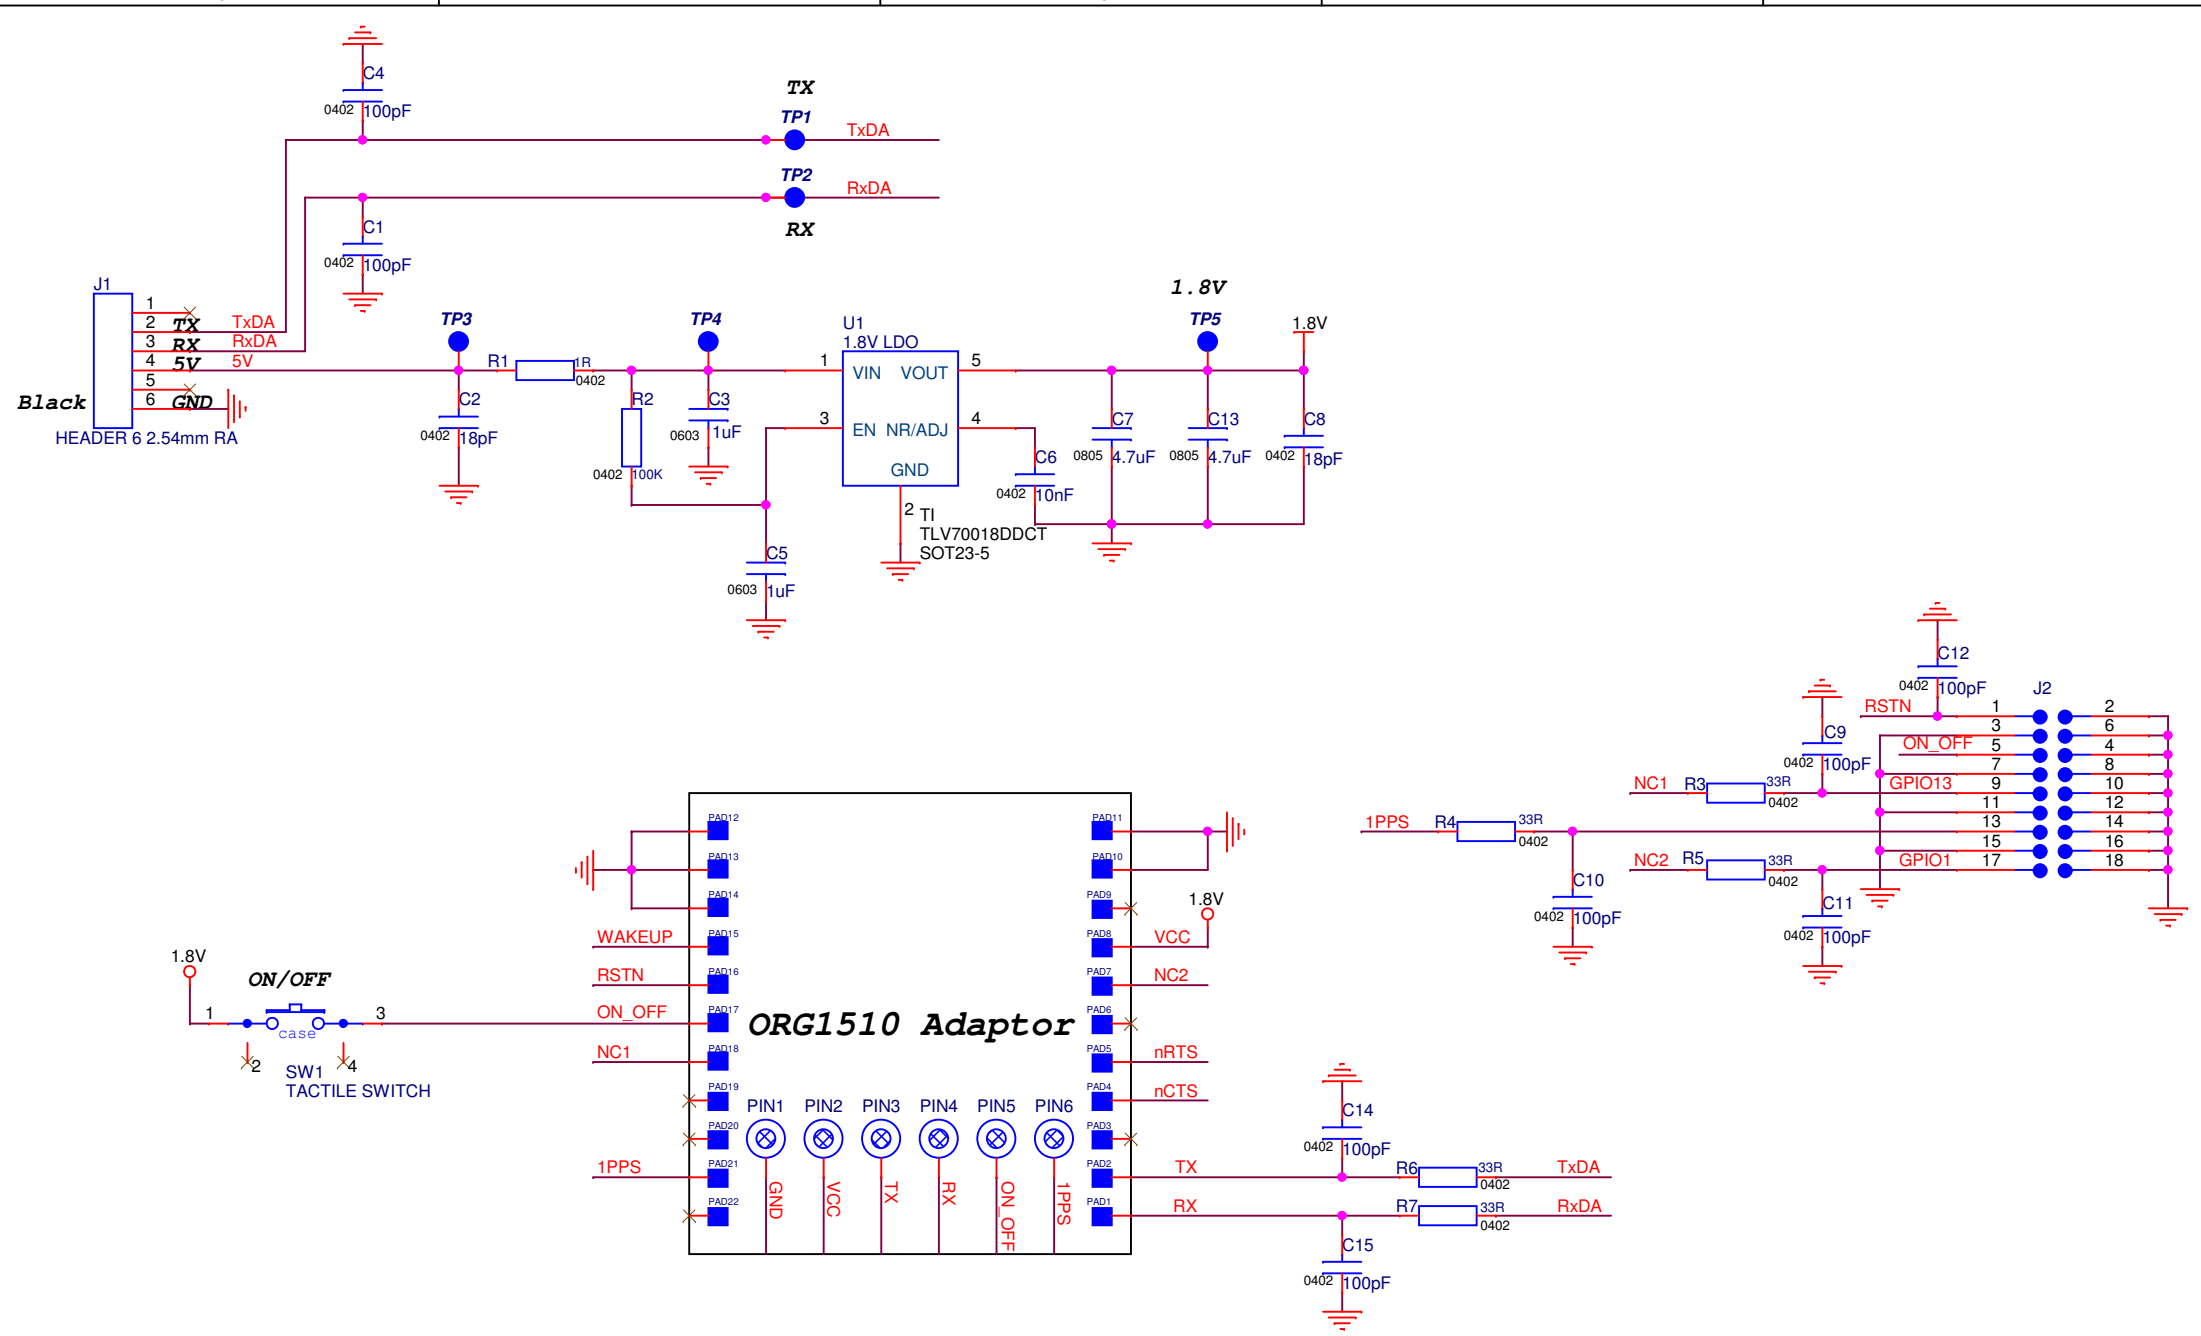 C4
0402 100pF
TX
TP1
TxDA
TP2
RxDA
RX
C1
0402 100pF
J1
1
2 TX TxDA
3 RX RxDA
4 5V 5V
5
6 GND
Black
HEADER 6 2.54mm RA
TP3
R1 1R
0402
C2
0402 18pF
R2
0402 100K
TP4
C3
0603 1uF
U1
1.8V LDO
1 VIN VOUT 5
3 EN NR/ADJ 4
GND
2
TI
TLV70018DDCT
SOT23-5
C5
0603 1uF
C6
0402 10nF
1.8V
TP5
1.8V
C7
0805 4.7uF
C13
0805 4.7uF
C8
0402 18pF
C12
0402 100pF
J2
RSTN 1 2
3 6
ON_OFF 5 4
7 8
GPIO13 9 10
11 12
13 14
15 16
GPIO1 17 18
C9
0402 100pF
NC1 R3 33R
0402
1PPS R4 33R
0402
NC2 R5 33R
0402
C10
0402 100pF
C11
0402 100pF
1.8V
ON/OFF
1 3
case
2 4
SW1
TACTILE SWITCH
PAD12
PAD13
PAD14
WAKEUP PAD15
RSTN PAD16
ON_OFF PAD17
NC1 PAD18
PAD19
PAD20
1PPS PAD21
PAD22
ORG1510 Adaptor
PIN1 PIN2 PIN3 PIN4 PIN5 PIN6
GND VCC TX RX ON_OFF 1PPS
PAD11
PAD10
PAD9
1.8V
PAD8 VCC
PAD7 NC2
PAD6
PAD5 nRTS
PAD4 nCTS
PAD3
PAD2 TX
PAD1 RX
C14
0402 100pF
R6 33R TxDA
0402
R7 33R RxDA
0402
C15
0402 100pF